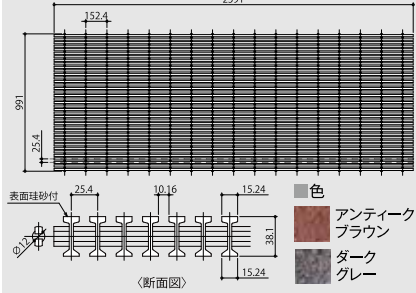 2391
152.4
991
25.4
表面珪砂付
25.4
10.16
15.24
38.1
15.24
〈断面図〉
■色
アンティーク
ブラウン
ダーク
グレー